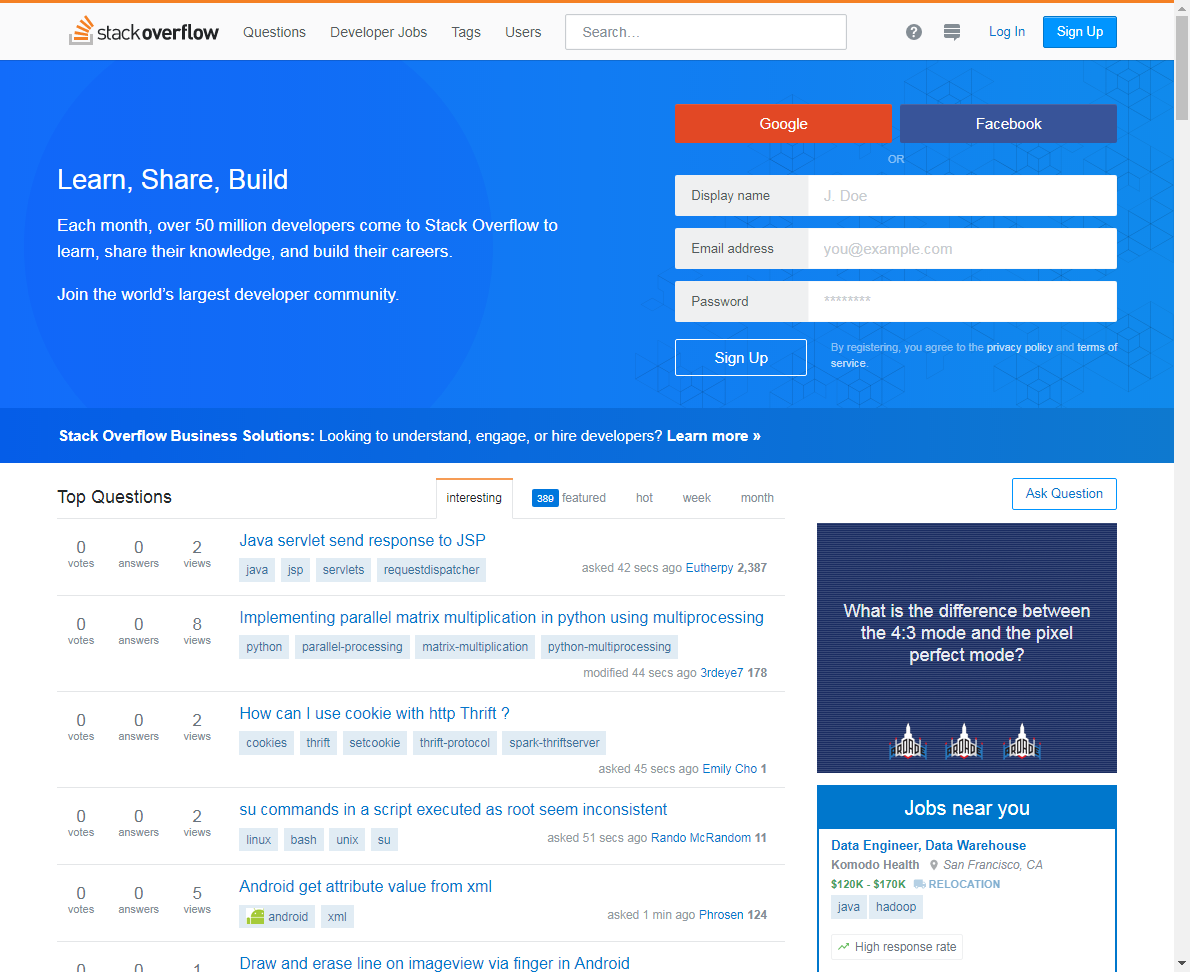 stackoverflow Questions Developer Jobs Tags Users Search... Log In Sign Up
Google Facebook
OR
Learn, Share, Build
Each month, over 50 million developers come to Stack Overflow to
learn, share their knowledge, and build their careers.
Join the world's largest developer community.
Display name J. Doe
Email address you@example.com
Password ********
Sign Up
By registering, you agree to the privacy policy and terms of
service.
Stack Overflow Business Solutions: Looking to understand, engage, or hire developers? Learn more »
Top Questions interesting 389 featured hot week month
Ask Question
0 votes 0 answers 2 views
Java servlet send response to JSP
java jsp servlets requestdispatcher
asked 42 secs ago Eutherpy 2,387
0 votes 0 answers 8 views
Implementing parallel matrix multiplication in python using multiprocessing
python parallel-processing matrix-multiplication python-multiprocessing
modified 44 secs ago 3rdeye7 178
0 votes 0 answers 2 views
How can I use cookie with http Thrift ?
cookies thrift setcookie thrift-protocol spark-thriftserver
asked 45 secs ago Emily Cho 1
0 votes 0 answers 2 views
su commands in a script executed as root seem inconsistent
linux bash unix su
asked 51 secs ago Rando McRandom 11
0 votes 0 answers 5 views
Android get attribute value from xml
android xml
asked 1 min ago Phrosen 124
0 0 1
Draw and erase line on imageview via finger in Android
What is the difference between
the 4:3 mode and the pixel
perfect mode?
Jobs near you
Data Engineer, Data Warehouse
Komodo Health San Francisco, CA
$120K - $170K RELOCATION
java hadoop
High response rate